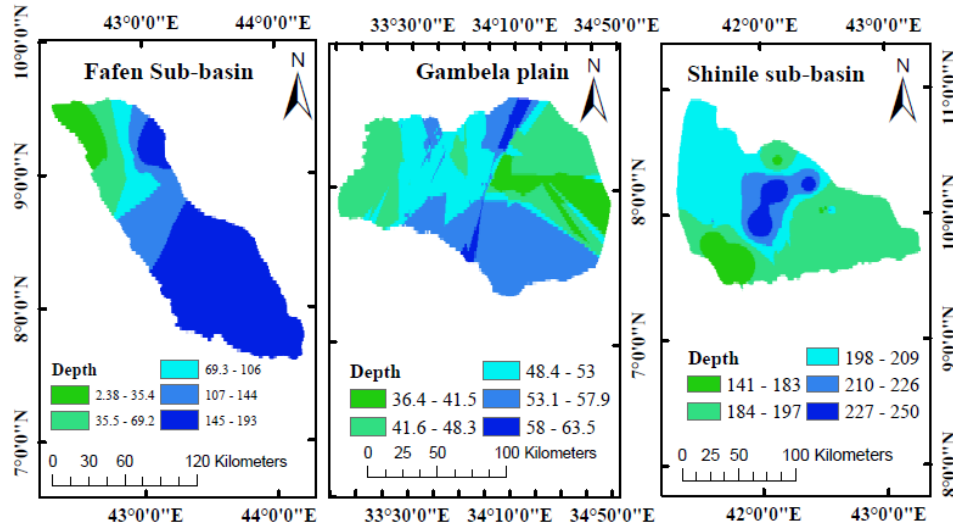 43°0'0"E 44°0'0"E
10°0'0"N
9°0'0"N
8°0'0"N
7°0'0"N
Fafen Sub-basin
N
Depth
2.38 - 35.4
35.5 - 69.2
69.3 - 106
107 - 144
145 - 193
0 30 60 120 Kilometers
43°0'0"E 44°0'0"E
33°30'0"E 34°10'0"E 34°50'0"E
Gambela plain
N
8°0'0"N
7°0'0"N
Depth
36.4 - 41.5
41.6 - 48.3
48.4 - 53
53.1 - 57.9
58 - 63.5
0 25 50 100 Kilometers
33°30'0"E 34°10'0"E 34°50'0"E
42°0'0"E 43°0'0"E
Shinile sub-basin
N
11°0'0"N
10°0'0"N
9°0'0"N
8°0'0"N
Depth
141 - 183
184 - 197
198 - 209
210 - 226
227 - 250
0 25 50 100 Kilometers
42°0'0"E 43°0'0"E